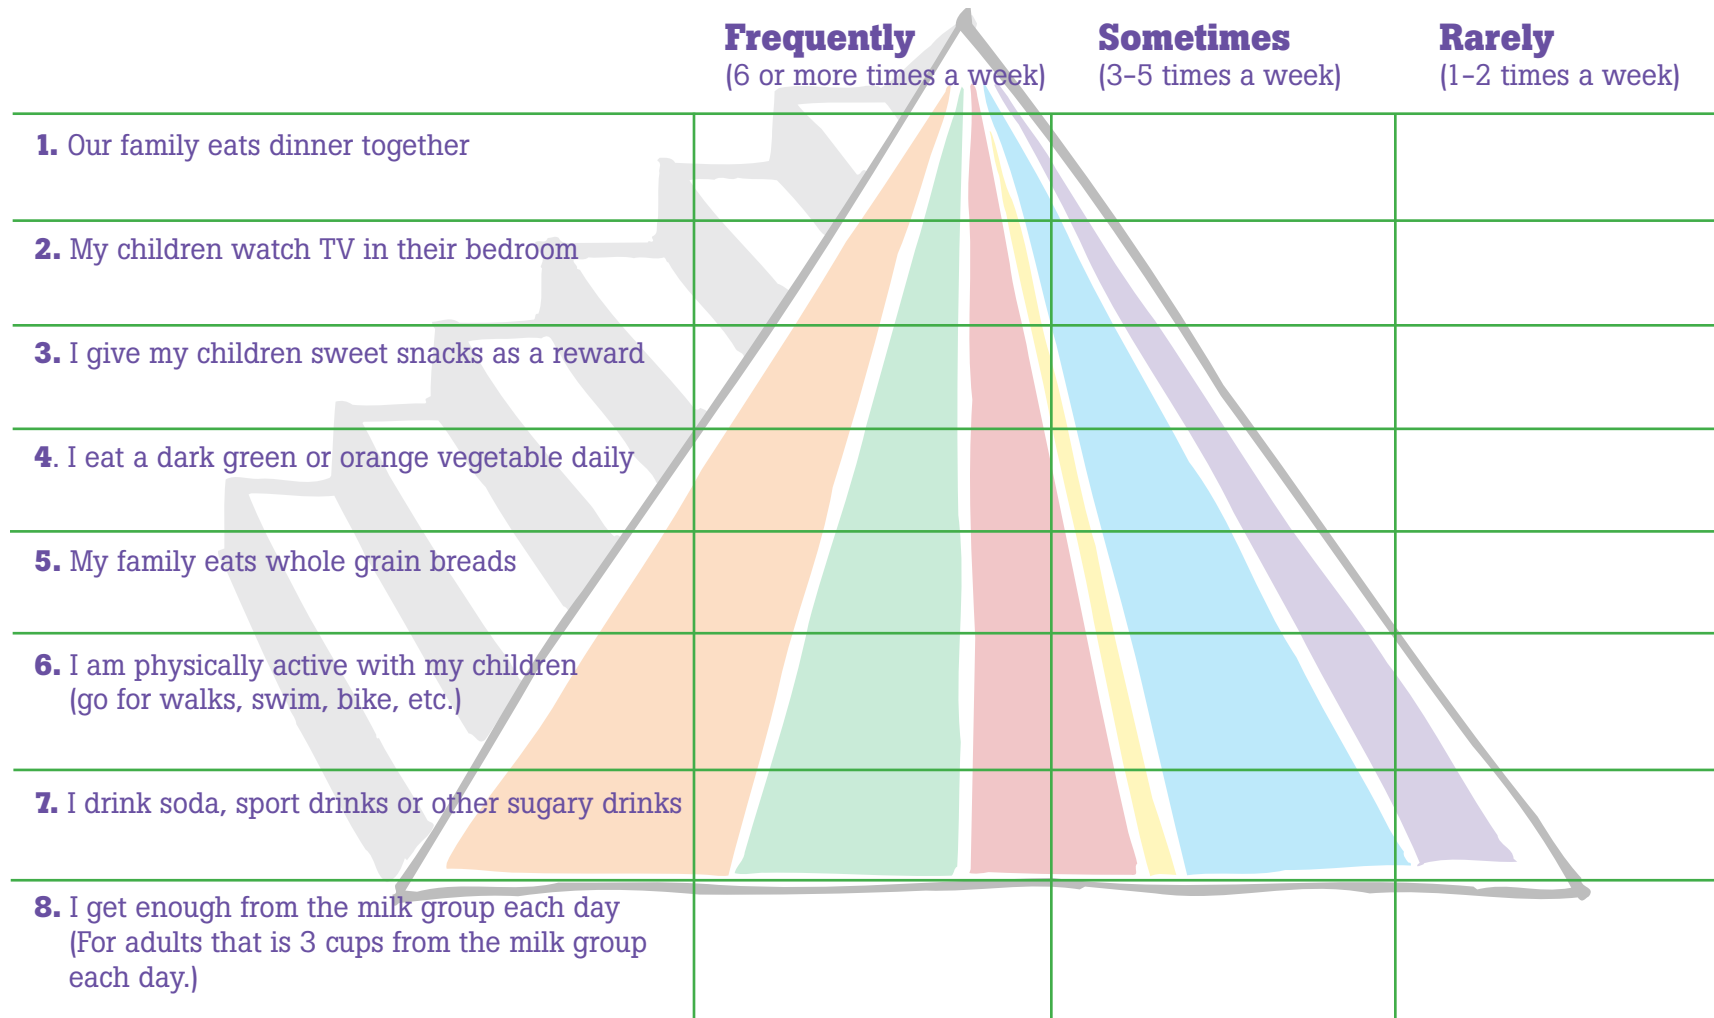 Frequently Sometimes Rarely
(6 or more times a week) (3–5 times a week) (1–2 times a week)
1. Our family eats dinner together
2. My children watch TV in their bedroom
3. I give my children sweet snacks as a reward
4. I eat a dark green or orange vegetable daily
5. My family eats whole grain breads
6. I am physically active with my children
(go for walks, swim, bike, etc.)
7. I drink soda, sport drinks or other sugary drinks
8. I get enough from the milk group each day
(For adults that is 3 cups from the milk group
each day.)